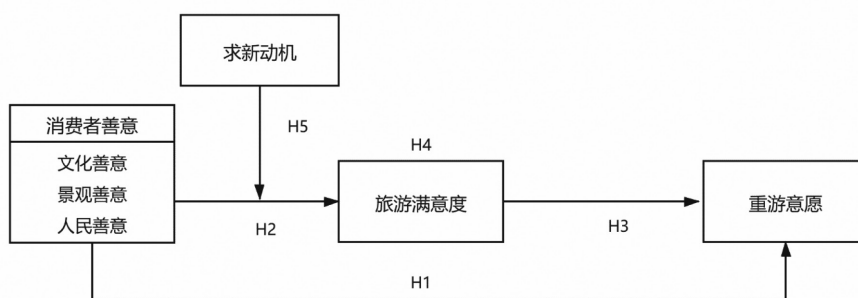 求新动机
消费者善意
H5
H4
文化善意
景观善意
旅游满意度
重游意愿
人民善意
H2
H3
H1